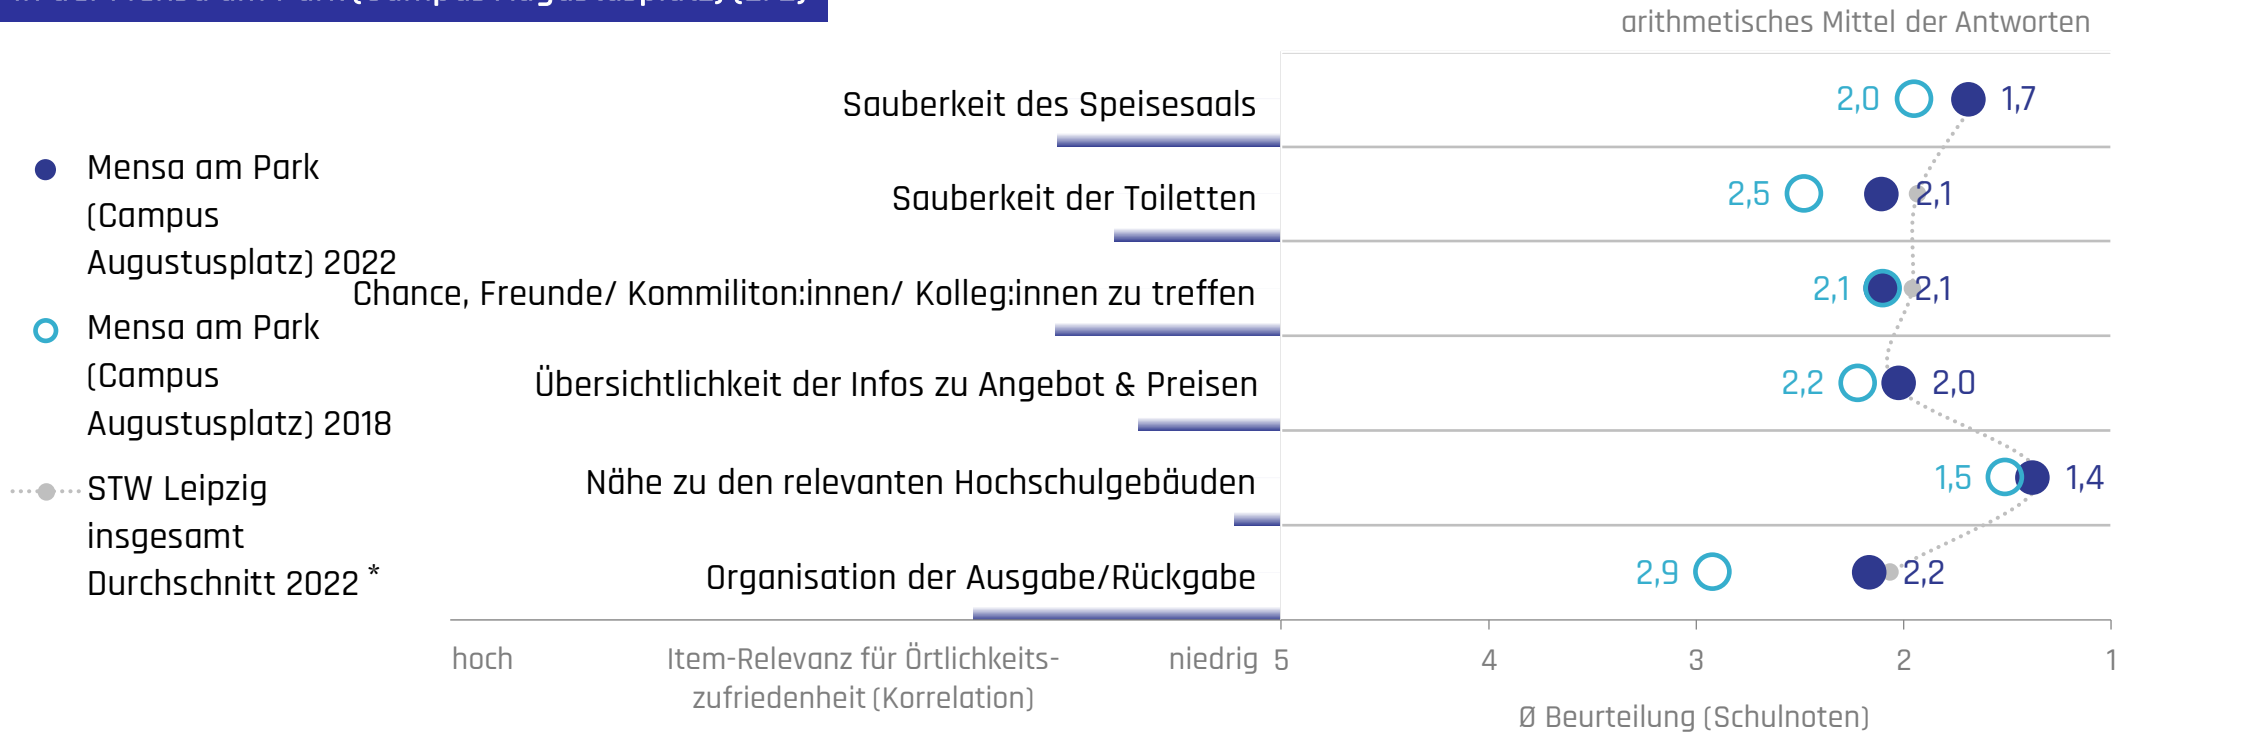 arithmetisches Mittel der Antworten
Sauberkeit des Speisesaals
2,0
1,7
Mensa am Park
(Campus
Augustusplatz) 2022
Sauberkeit der Toiletten
2,5
2,1
Chance, Freunde/ Kommiliton:innen/ Kolleg:innen zu treffen
2,1
2,1
Mensa am Park
(Campus
Augustusplatz) 2018
Übersichtlichkeit der Infos zu Angebot & Preisen
2,2
2,0
Nähe zu den relevanten Hochschulgebäuden
1,5
1,4
STW Leipzig
insgesamt
Durchschnitt 2022 *
Organisation der Ausgabe/Rückgabe
2,9
2,2
hoch
Item-Relevanz für Örtlichkeits-
zufriedenheit (Korrelation)
niedrig
5 4 3 2 1
Ø Beurteilung (Schulnoten)